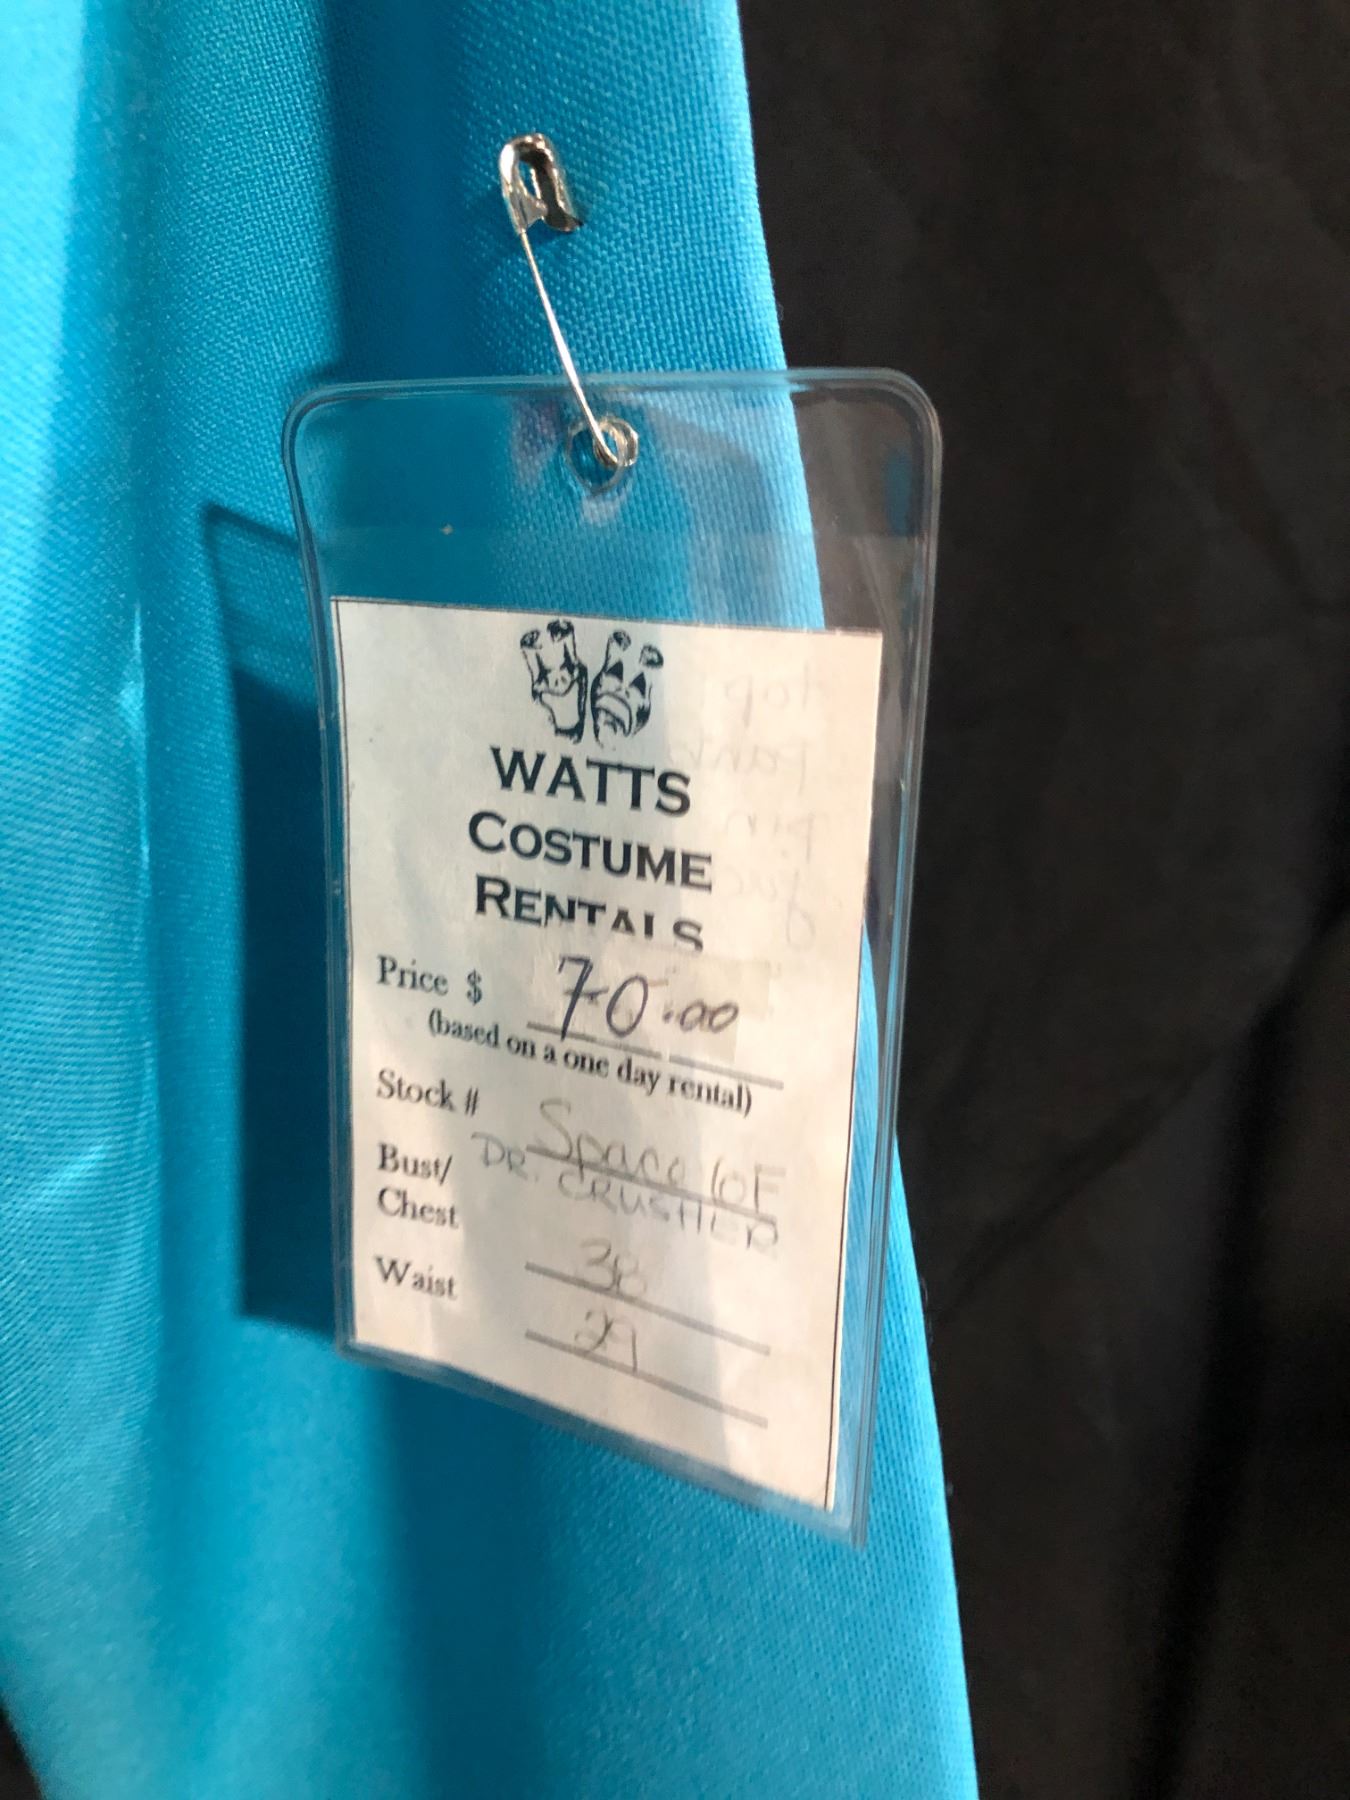 WATTS
COSTUME
RENTALS
Price $ 70.00
(based on a one day rental)
Stock # Space 6F
DR. CRUSHER
Bust/
Chest 38
Waist 29